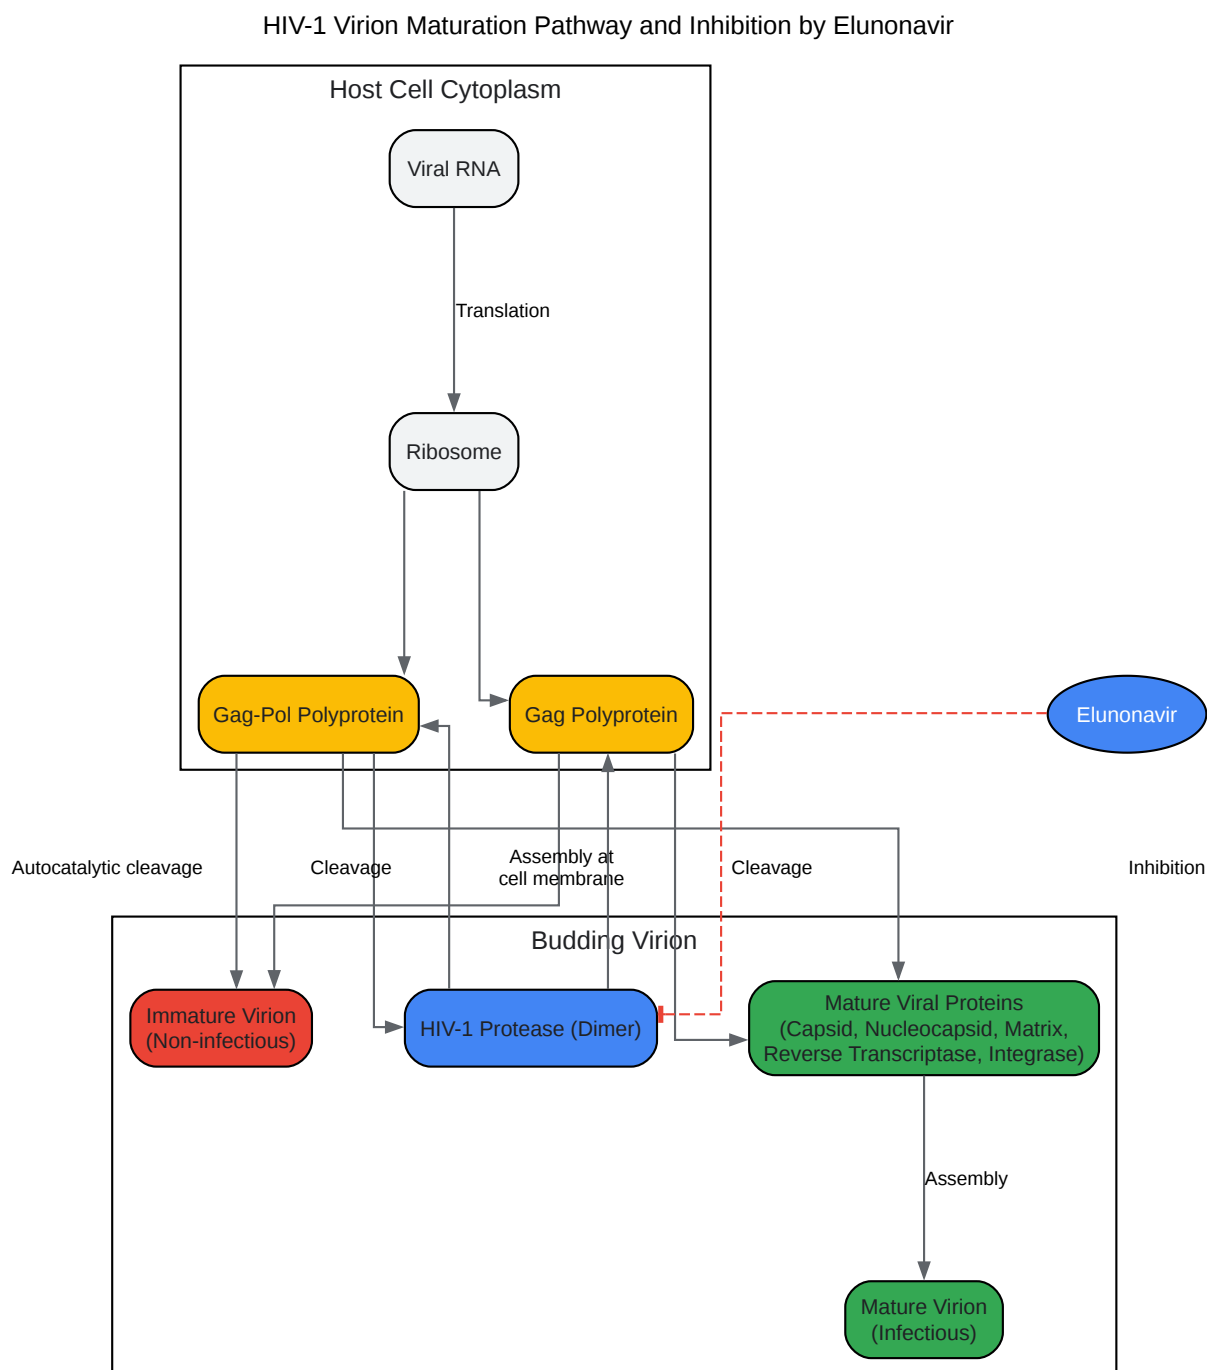 HIV-1 Virion Maturation Pathway and Inhibition by Elunonavir
Host Cell Cytoplasm
Viral RNA
Translation
Ribosome
Gag-Pol Polyprotein
Gag Polyprotein
Elunonavir
Autocatalytic cleavage
Cleavage
Assembly at
cell membrane
Cleavage
Inhibition
Budding Virion
Immature Virion
(Non-infectious)
HIV-1 Protease (Dimer)
Mature Viral Proteins
(Capsid, Nucleocapsid, Matrix,
Reverse Transcriptase, Integrase)
Assembly
Mature Virion
(Infectious)